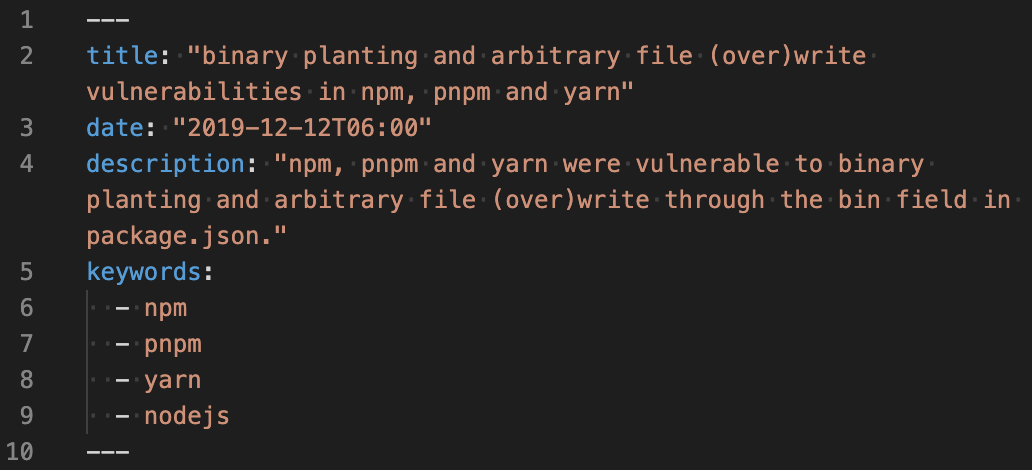 1 ---
2 title: "binary planting and arbitrary file (over)write
vulnerabilities in npm, pnpm and yarn"
3 date: "2019-12-12T06:00"
4 description: "npm, pnpm and yarn were vulnerable to binary
planting and arbitrary file (over)write through the bin field in
package.json."
5 keywords:
6 - npm
7 - pnpm
8 - yarn
9 - nodejs
10 ---